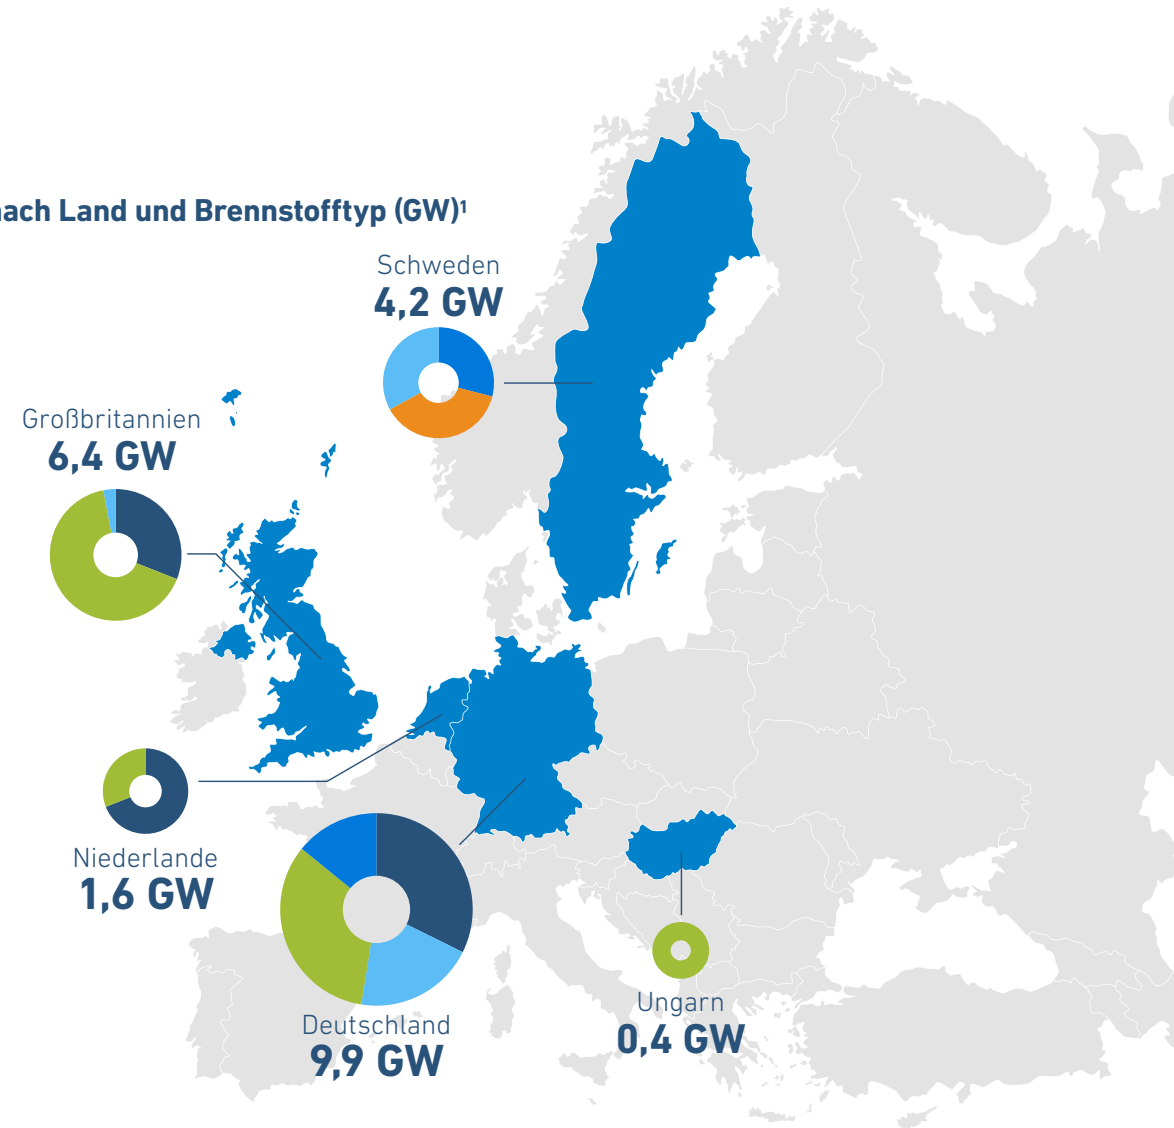 nach Land und Brennstofftyp (GW)¹
Schweden
4,2 GW
Großbritannien
6,4 GW
Niederlande
1,6 GW
Deutschland
9,9 GW
Ungarn
0,4 GW